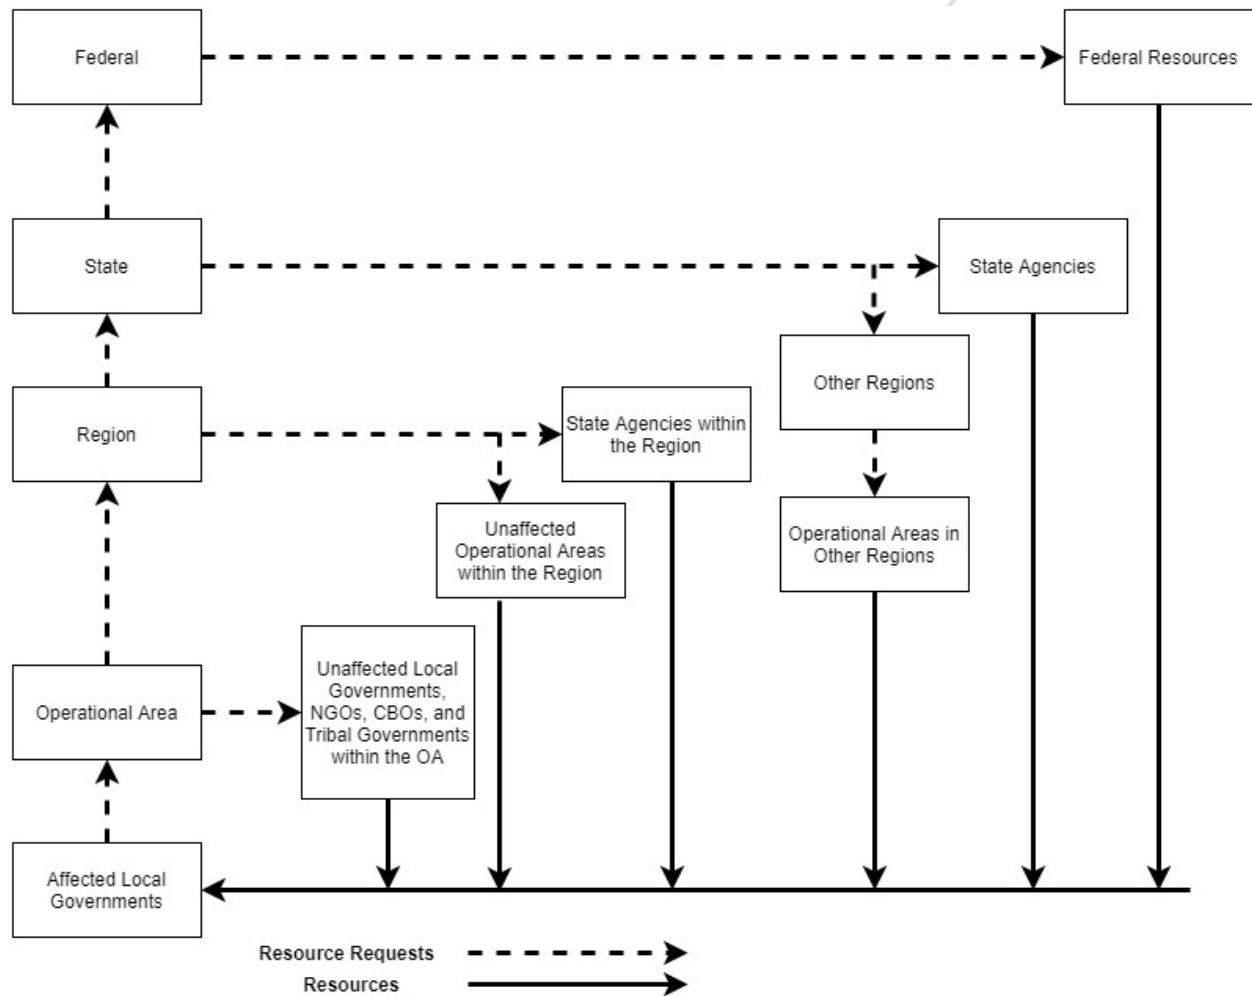 Federal
Federal Resources
State
State Agencies
Other Regions
Region
State Agencies within
the Region
Unaffected
Operational Areas
within the Region
Operational Areas in
Other Regions
Operational Area
Unaffected Local
Governments,
NGOs, CBOs, and
Tribal Governments
within the OA
Affected Local
Governments
Resource Requests
Resources